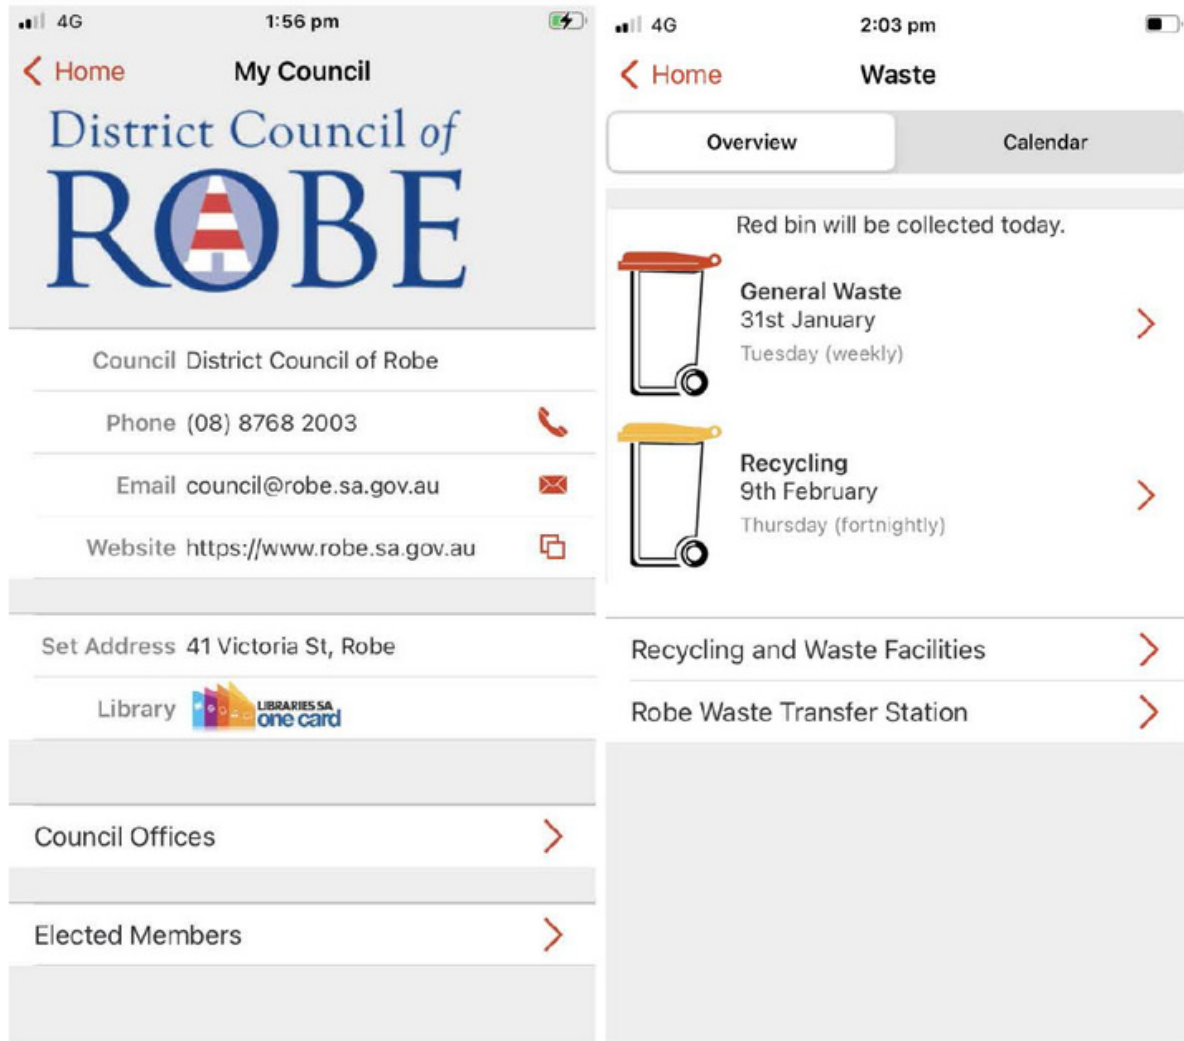 4G 1:56 pm
Home My Council
District Council of
ROBE
Council District Council of Robe
Phone (08) 8768 2003
Email council@robe.sa.gov.au
Website https://www.robe.sa.gov.au
Set Address 41 Victoria St, Robe
Library LIBRARIES SA
one card
Council Offices
Elected Members
4G 2:03 pm
Home Waste
Overview Calendar
Red bin will be collected today.
General Waste
31st January
Tuesday (weekly)
Recycling
9th February
Thursday (fortnightly)
Recycling and Waste Facilities
Robe Waste Transfer Station